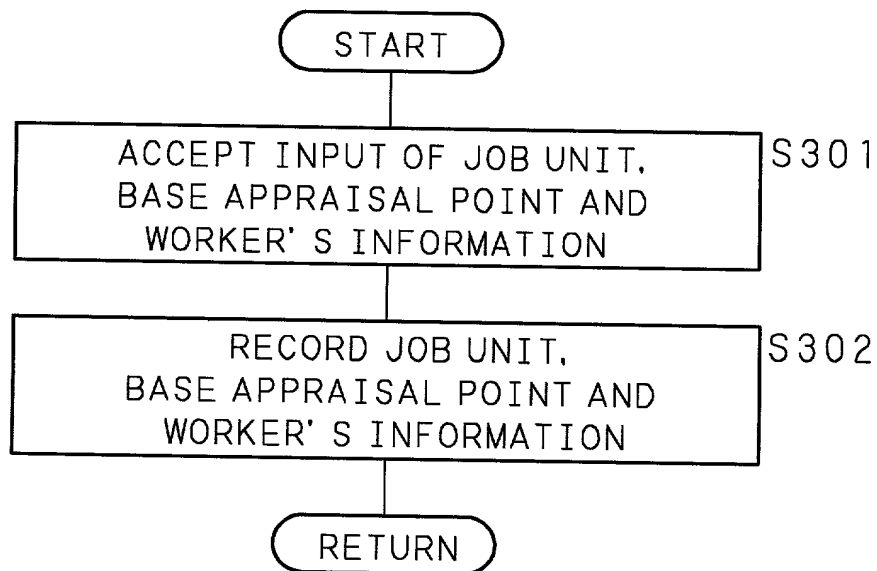 START
ACCEPT INPUT OF JOB UNIT,
BASE APPRAISAL POINT AND
WORKER'S INFORMATION
S301
RECORD JOB UNIT,
BASE APPRAISAL POINT AND
WORKER'S INFORMATION
S302
RETURN